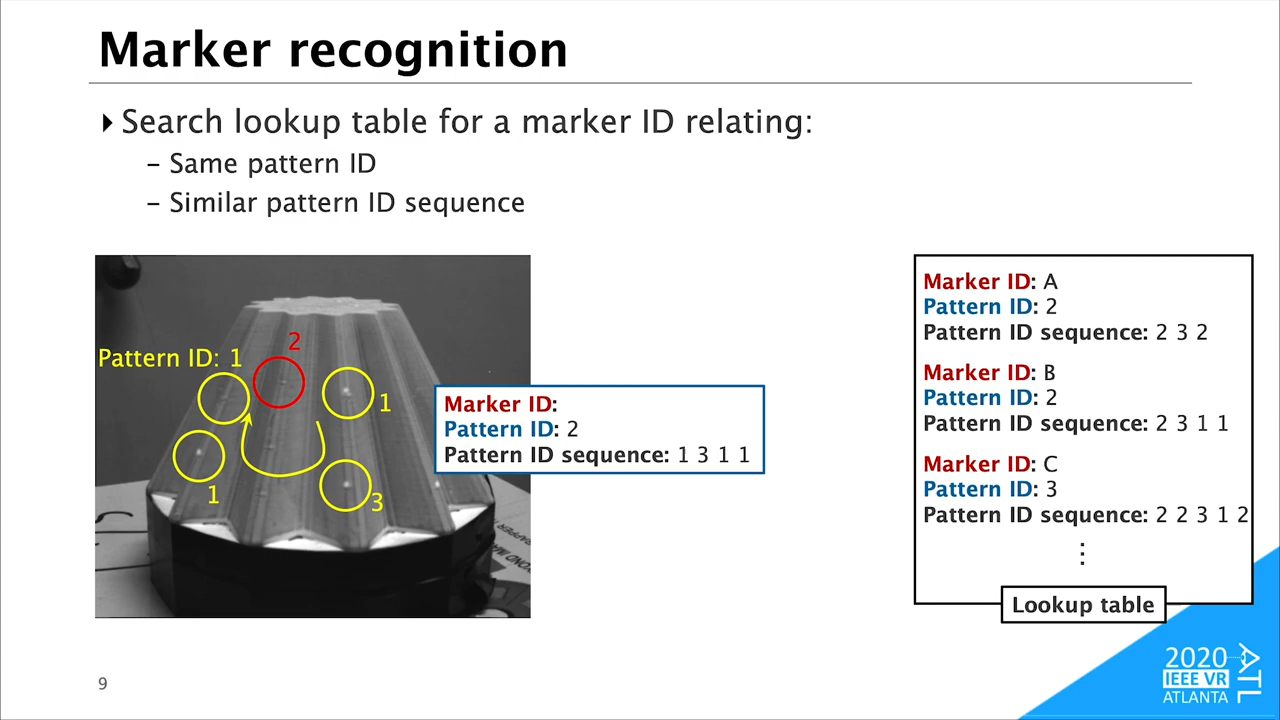 Marker recognition
Search lookup table for a marker ID relating:
– Same pattern ID
– Similar pattern ID sequence
Pattern ID: 1
2
1
1
3
Marker ID:
Pattern ID: 2
Pattern ID sequence: 1 3 1 1
Marker ID: A
Pattern ID: 2
Pattern ID sequence: 2 3 2
Marker ID: B
Pattern ID: 2
Pattern ID sequence: 2 3 1 1
Marker ID: C
Pattern ID: 3
Pattern ID sequence: 2 2 3 1 2
⋮
Lookup table
9
2020
IEEE VR
ATLANTA
ATL